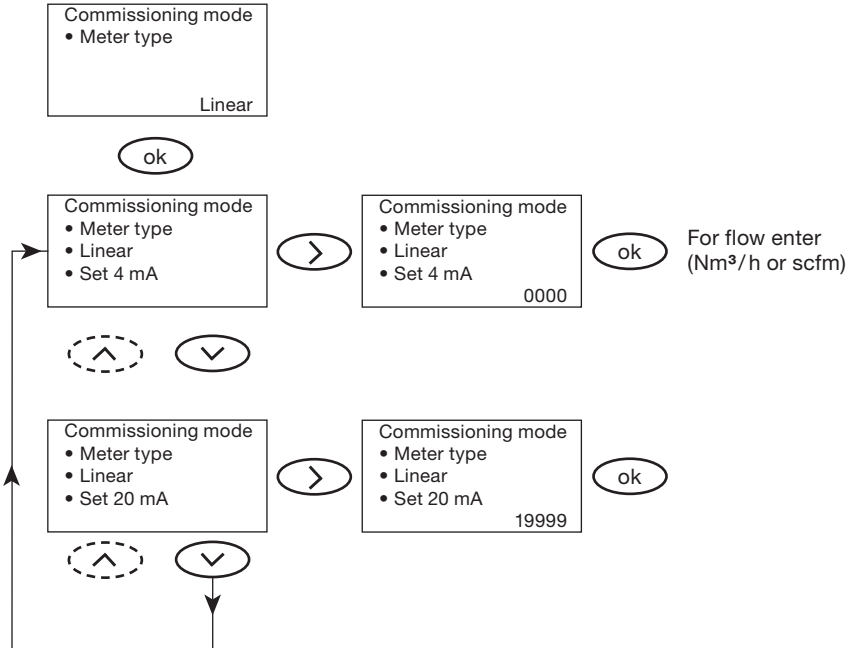 Commissioning mode
• Meter type
Linear
ok
Commissioning mode
• Meter type
• Linear
• Set 4 mA
Commissioning mode
• Meter type
• Linear
• Set 4 mA
0000
ok
For flow enter
(Nm³/h or scfm)
Commissioning mode
• Meter type
• Linear
• Set 20 mA
Commissioning mode
• Meter type
• Linear
• Set 20 mA
19999
ok